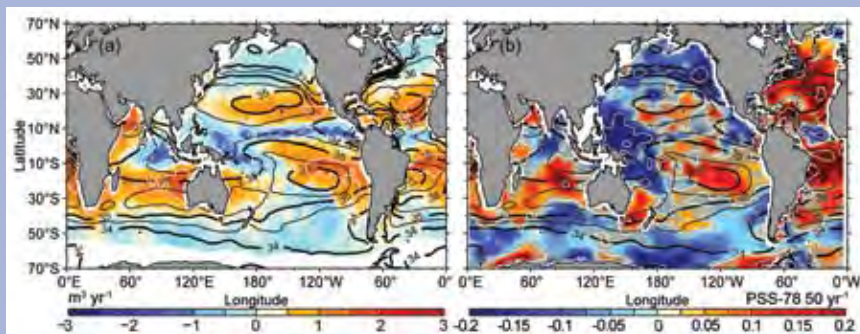 70°N
(a)
(b)
50°N
30°N
10°N
10°S
30°S
50°S
70°S
Latitude
34
34
34
34
0°E
60°E
120°E
180°
120°W
60°W
0°
0°E
60°E
120°E
180°
120°W
60°W
0°
m³ yr⁻¹
Longitude
Longitude
PSS-78 50 yr⁻¹
−3
−2
−1
0
1
2
3
−0.2
−0.15
−0.1
−0.05
0
0.05
0.1
0.15
0.2